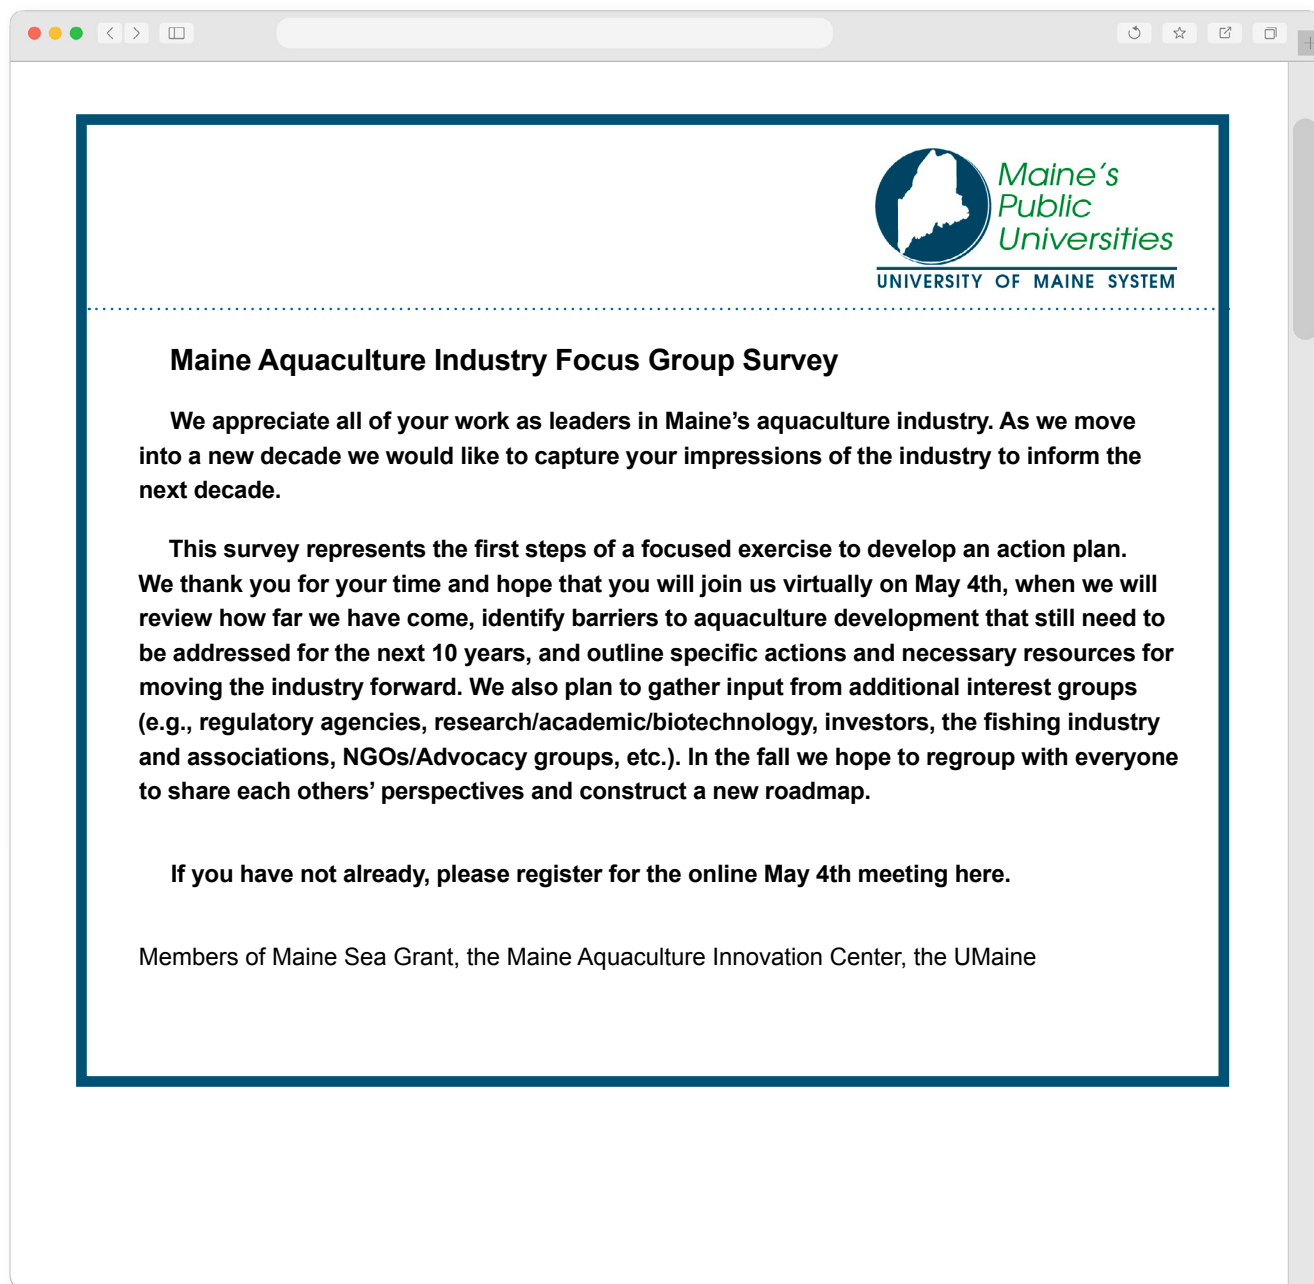 Maine's
Public
Universities
UNIVERSITY OF MAINE SYSTEM
Maine Aquaculture Industry Focus Group Survey
We appreciate all of your work as leaders in Maine’s aquaculture industry. As we move
into a new decade we would like to capture your impressions of the industry to inform the
next decade.
This survey represents the first steps of a focused exercise to develop an action plan.
We thank you for your time and hope that you will join us virtually on May 4th, when we will
review how far we have come, identify barriers to aquaculture development that still need to
be addressed for the next 10 years, and outline specific actions and necessary resources for
moving the industry forward. We also plan to gather input from additional interest groups
(e.g., regulatory agencies, research/academic/biotechnology, investors, the fishing industry
and associations, NGOs/Advocacy groups, etc.). In the fall we hope to regroup with everyone
to share each others’ perspectives and construct a new roadmap.
If you have not already, please register for the online May 4th meeting here.
Members of Maine Sea Grant, the Maine Aquaculture Innovation Center, the UMaine